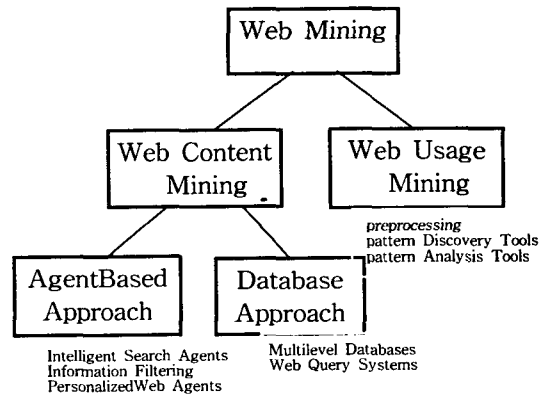 Web Mining
Web Content
Mining
Web Usage
Mining
preprocessing
pattern Discovery Tools
pattern Analysis Tools
AgentBased
Approach
Database
Approach
Intelligent Search Agents
Information Filtering
PersonalizedWeb Agents
Multilevel Databases
Web Query Systems